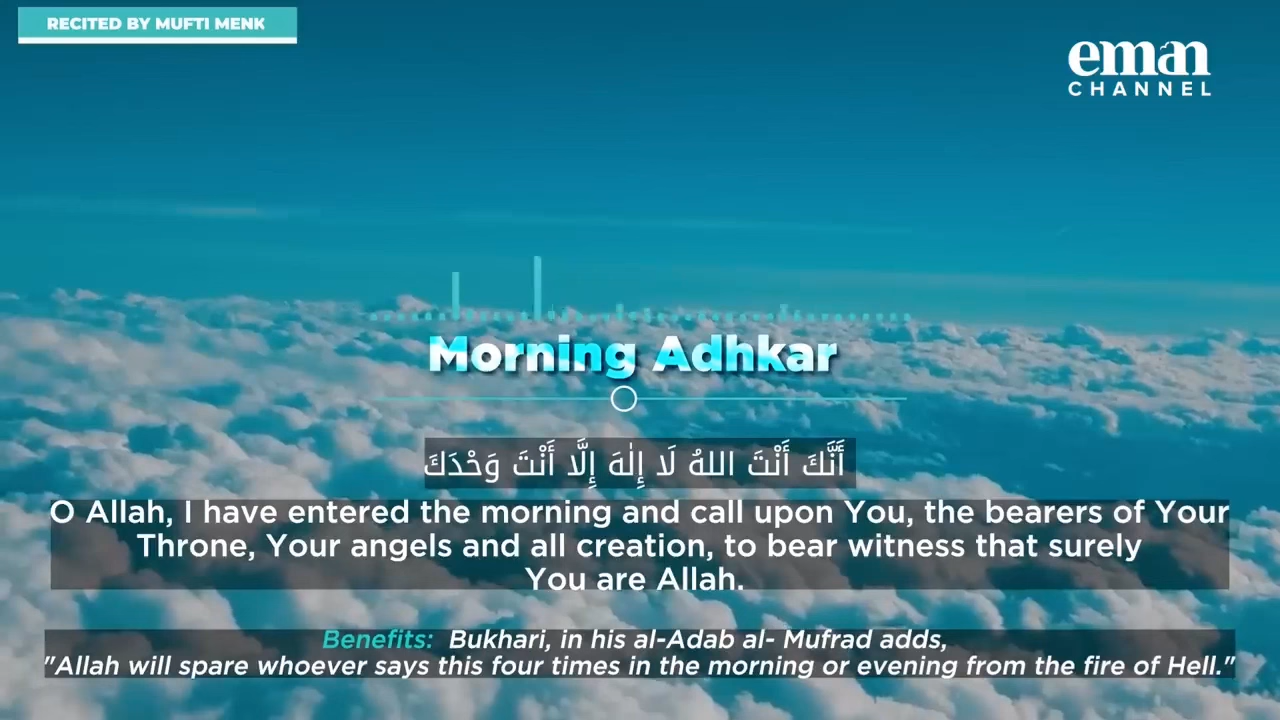 RECITED BY MUFTI MENK
eman
CHANNEL
Morning Adhkar
أَنَّكَ أَنْتَ اللهُ لَا إِلٰهَ إِلَّا أَنْتَ وَحْدَكَ
O Allah, I have entered the morning and call upon You, the bearers of Your
Throne, Your angels and all creation, to bear witness that surely
You are Allah.
Benefits: Bukhari, in his al-Adab al- Mufrad adds,
"Allah will spare whoever says this four times in the morning or evening from the fire of Hell."